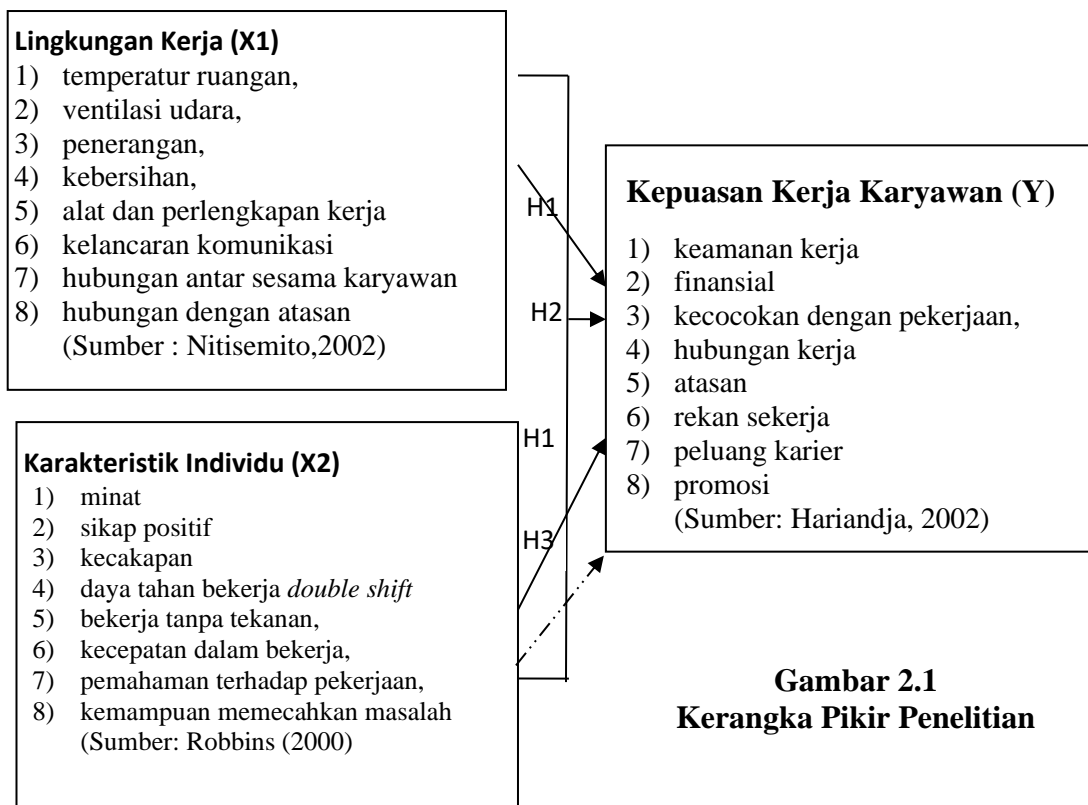 Lingkungan Kerja (X1)
1) temperatur ruangan,
2) ventilasi udara,
3) penerangan,
4) kebersihan,
5) alat dan perlengkapan kerja
6) kelancaran komunikasi
7) hubungan antar sesama karyawan
8) hubungan dengan atasan
(Sumber : Nitisemito,2002)
H1
H2
H1
H3
Kepuasan Kerja Karyawan (Y)
1) keamanan kerja
2) finansial
3) kecocokan dengan pekerjaan,
4) hubungan kerja
5) atasan
6) rekan sekerja
7) peluang karier
8) promosi
(Sumber: Hariandja, 2002)
Karakteristik Individu (X2)
1) minat
2) sikap positif
3) kecakapan
4) daya tahan bekerja double shift
5) bekerja tanpa tekanan,
6) kecepatan dalam bekerja,
7) pemahaman terhadap pekerjaan,
8) kemampuan memecahkan masalah
(Sumber: Robbins (2000)
Gambar 2.1
Kerangka Pikir Penelitian